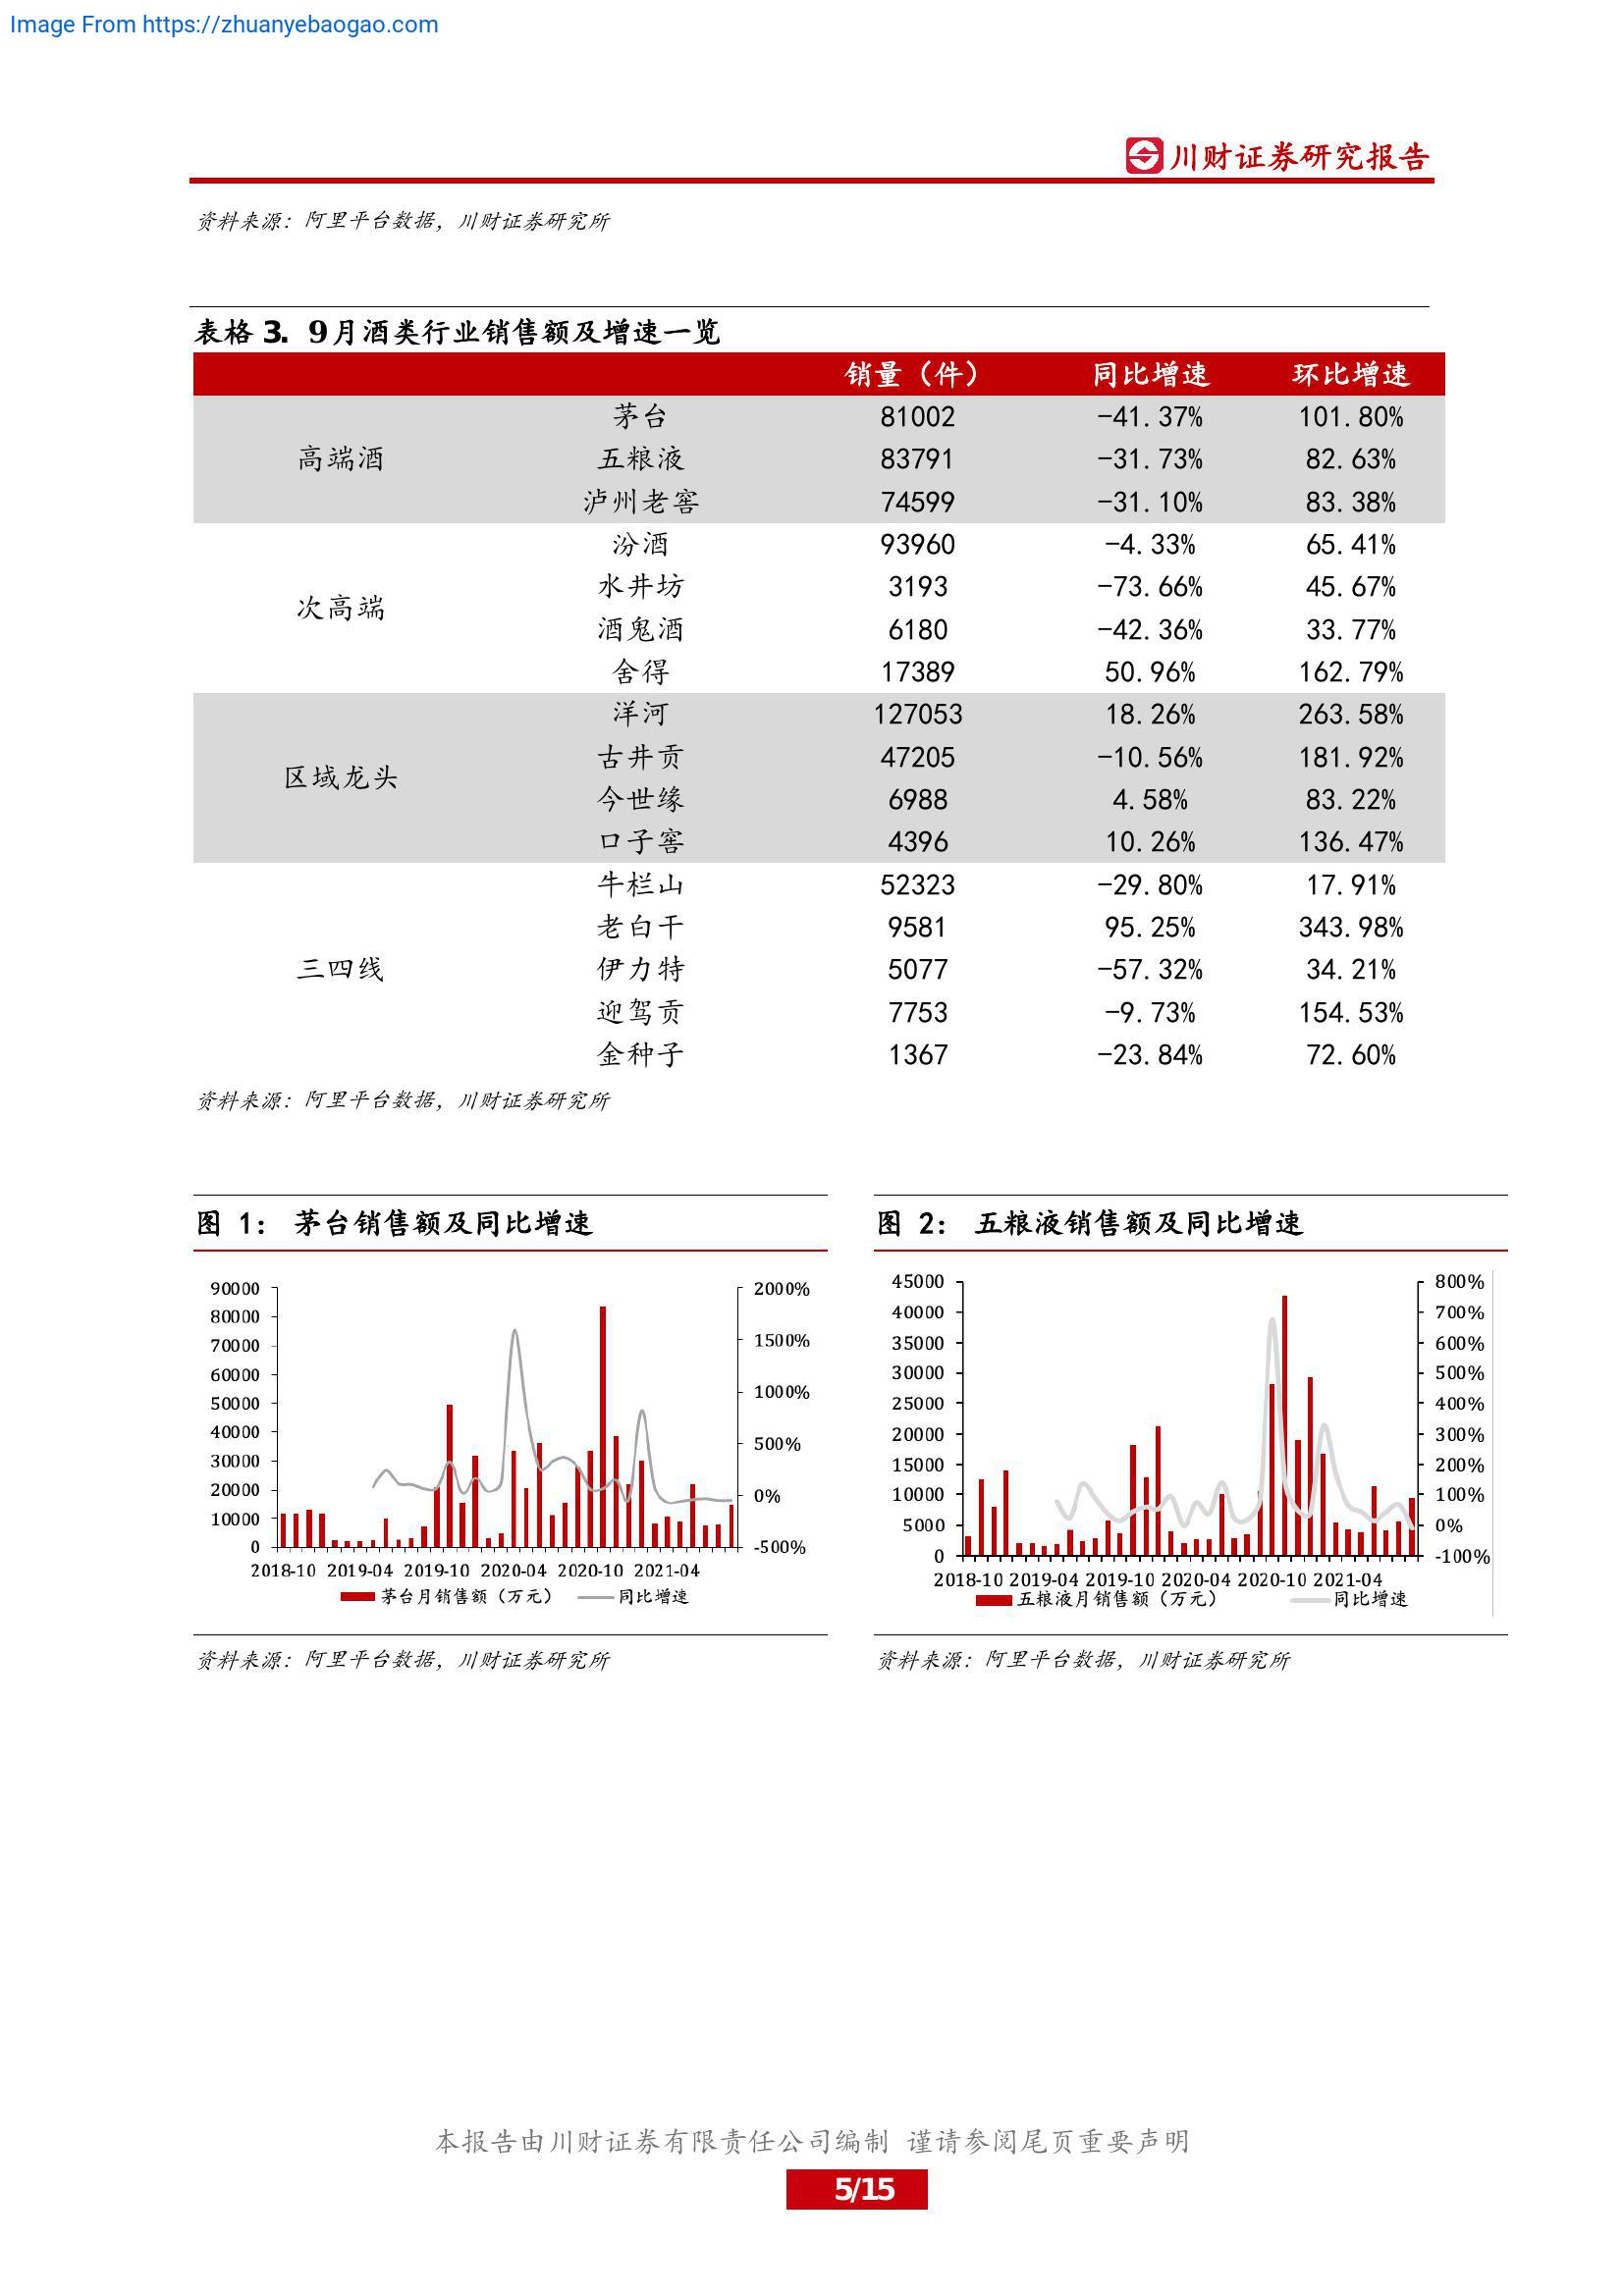 Image From https://zhuanyebaogao.com
川财证券研究报告
资料来源：阿里平台数据，川财证券研究所
表格 3. 9月酒类行业销售额及增速一览
销量（件） 同比增速 环比增速
高端酒
茅台 81002 -41.37% 101.80%
五粮液 83791 -31.73% 82.63%
泸州老窖 74599 -31.10% 83.38%
次高端
汾酒 93960 -4.33% 65.41%
水井坊 3193 -73.66% 45.67%
酒鬼酒 6180 -42.36% 33.77%
舍得 17389 50.96% 162.79%
区域龙头
洋河 127053 18.26% 263.58%
古井贡 47205 -10.56% 181.92%
今世缘 6988 4.58% 83.22%
口子窖 4396 10.26% 136.47%
三四线
牛栏山 52323 -29.80% 17.91%
老白干 9581 95.25% 343.98%
伊力特 5077 -57.32% 34.21%
迎驾贡 7753 -9.73% 154.53%
金种子 1367 -23.84% 72.60%
资料来源：阿里平台数据，川财证券研究所
图 1： 茅台销售额及同比增速
90000 2000%
80000
70000 1500%
60000
50000 1000%
40000
30000 500%
20000 0%
10000
0 -500%
2018-10 2019-04 2019-10 2020-04 2020-10 2021-04
茅台月销售额（万元） 同比增速
资料来源：阿里平台数据，川财证券研究所
图 2： 五粮液销售额及同比增速
45000 800%
40000 700%
35000 600%
30000 500%
25000 400%
20000 300%
15000 200%
10000 100%
5000 0%
0 -100%
2018-10 2019-04 2019-10 2020-04 2020-10 2021-04
五粮液月销售额（万元） 同比增速
资料来源：阿里平台数据，川财证券研究所
本报告由川财证券有限责任公司编制 谨请参阅尾页重要声明
5/15